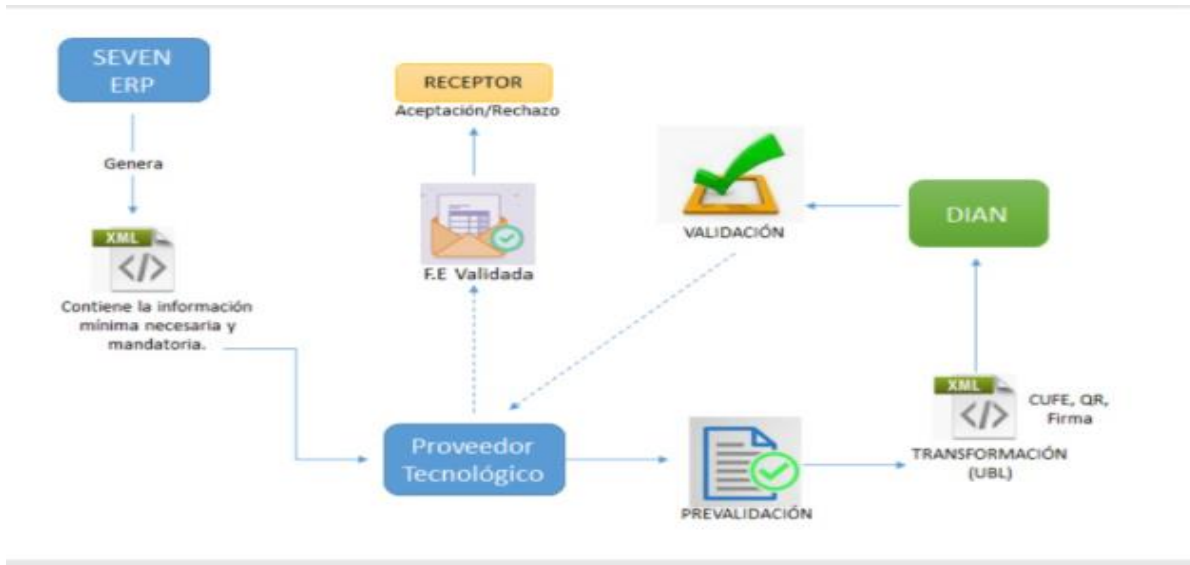 SEVEN
ERP
Genera
XML
</>
Contiene la información
mínima necesaria y
mandatoria.
RECEPTOR
Aceptación/Rechazo
F.E Validada
Proveedor
Tecnológico
PREVALIDACIÓN
XML
</>
CUFE, QR,
Firma
TRANSFORMACIÓN
(UBL)
DIAN
VALIDACIÓN